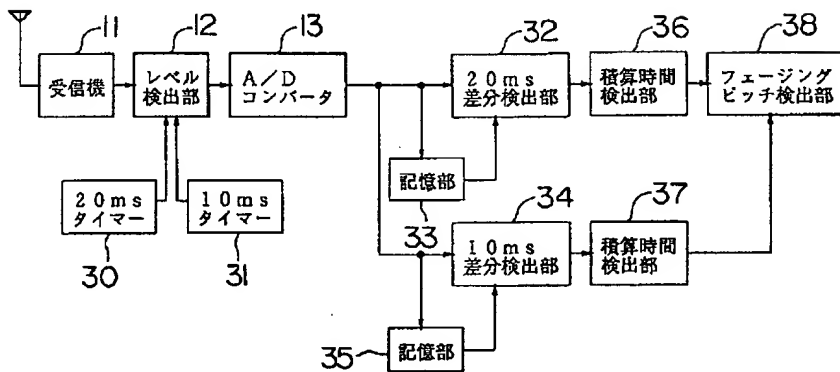 11
12
13
32
36
38
受信機
レベル
検出部
A/D
コンバータ
20ms
差分検出部
積算時間
検出部
フェージング
ピッチ検出部
記憶部
33
34
37
20ms
タイマー
10ms
タイマー
30
31
10ms
差分検出部
積算時間
検出部
35
記憶部